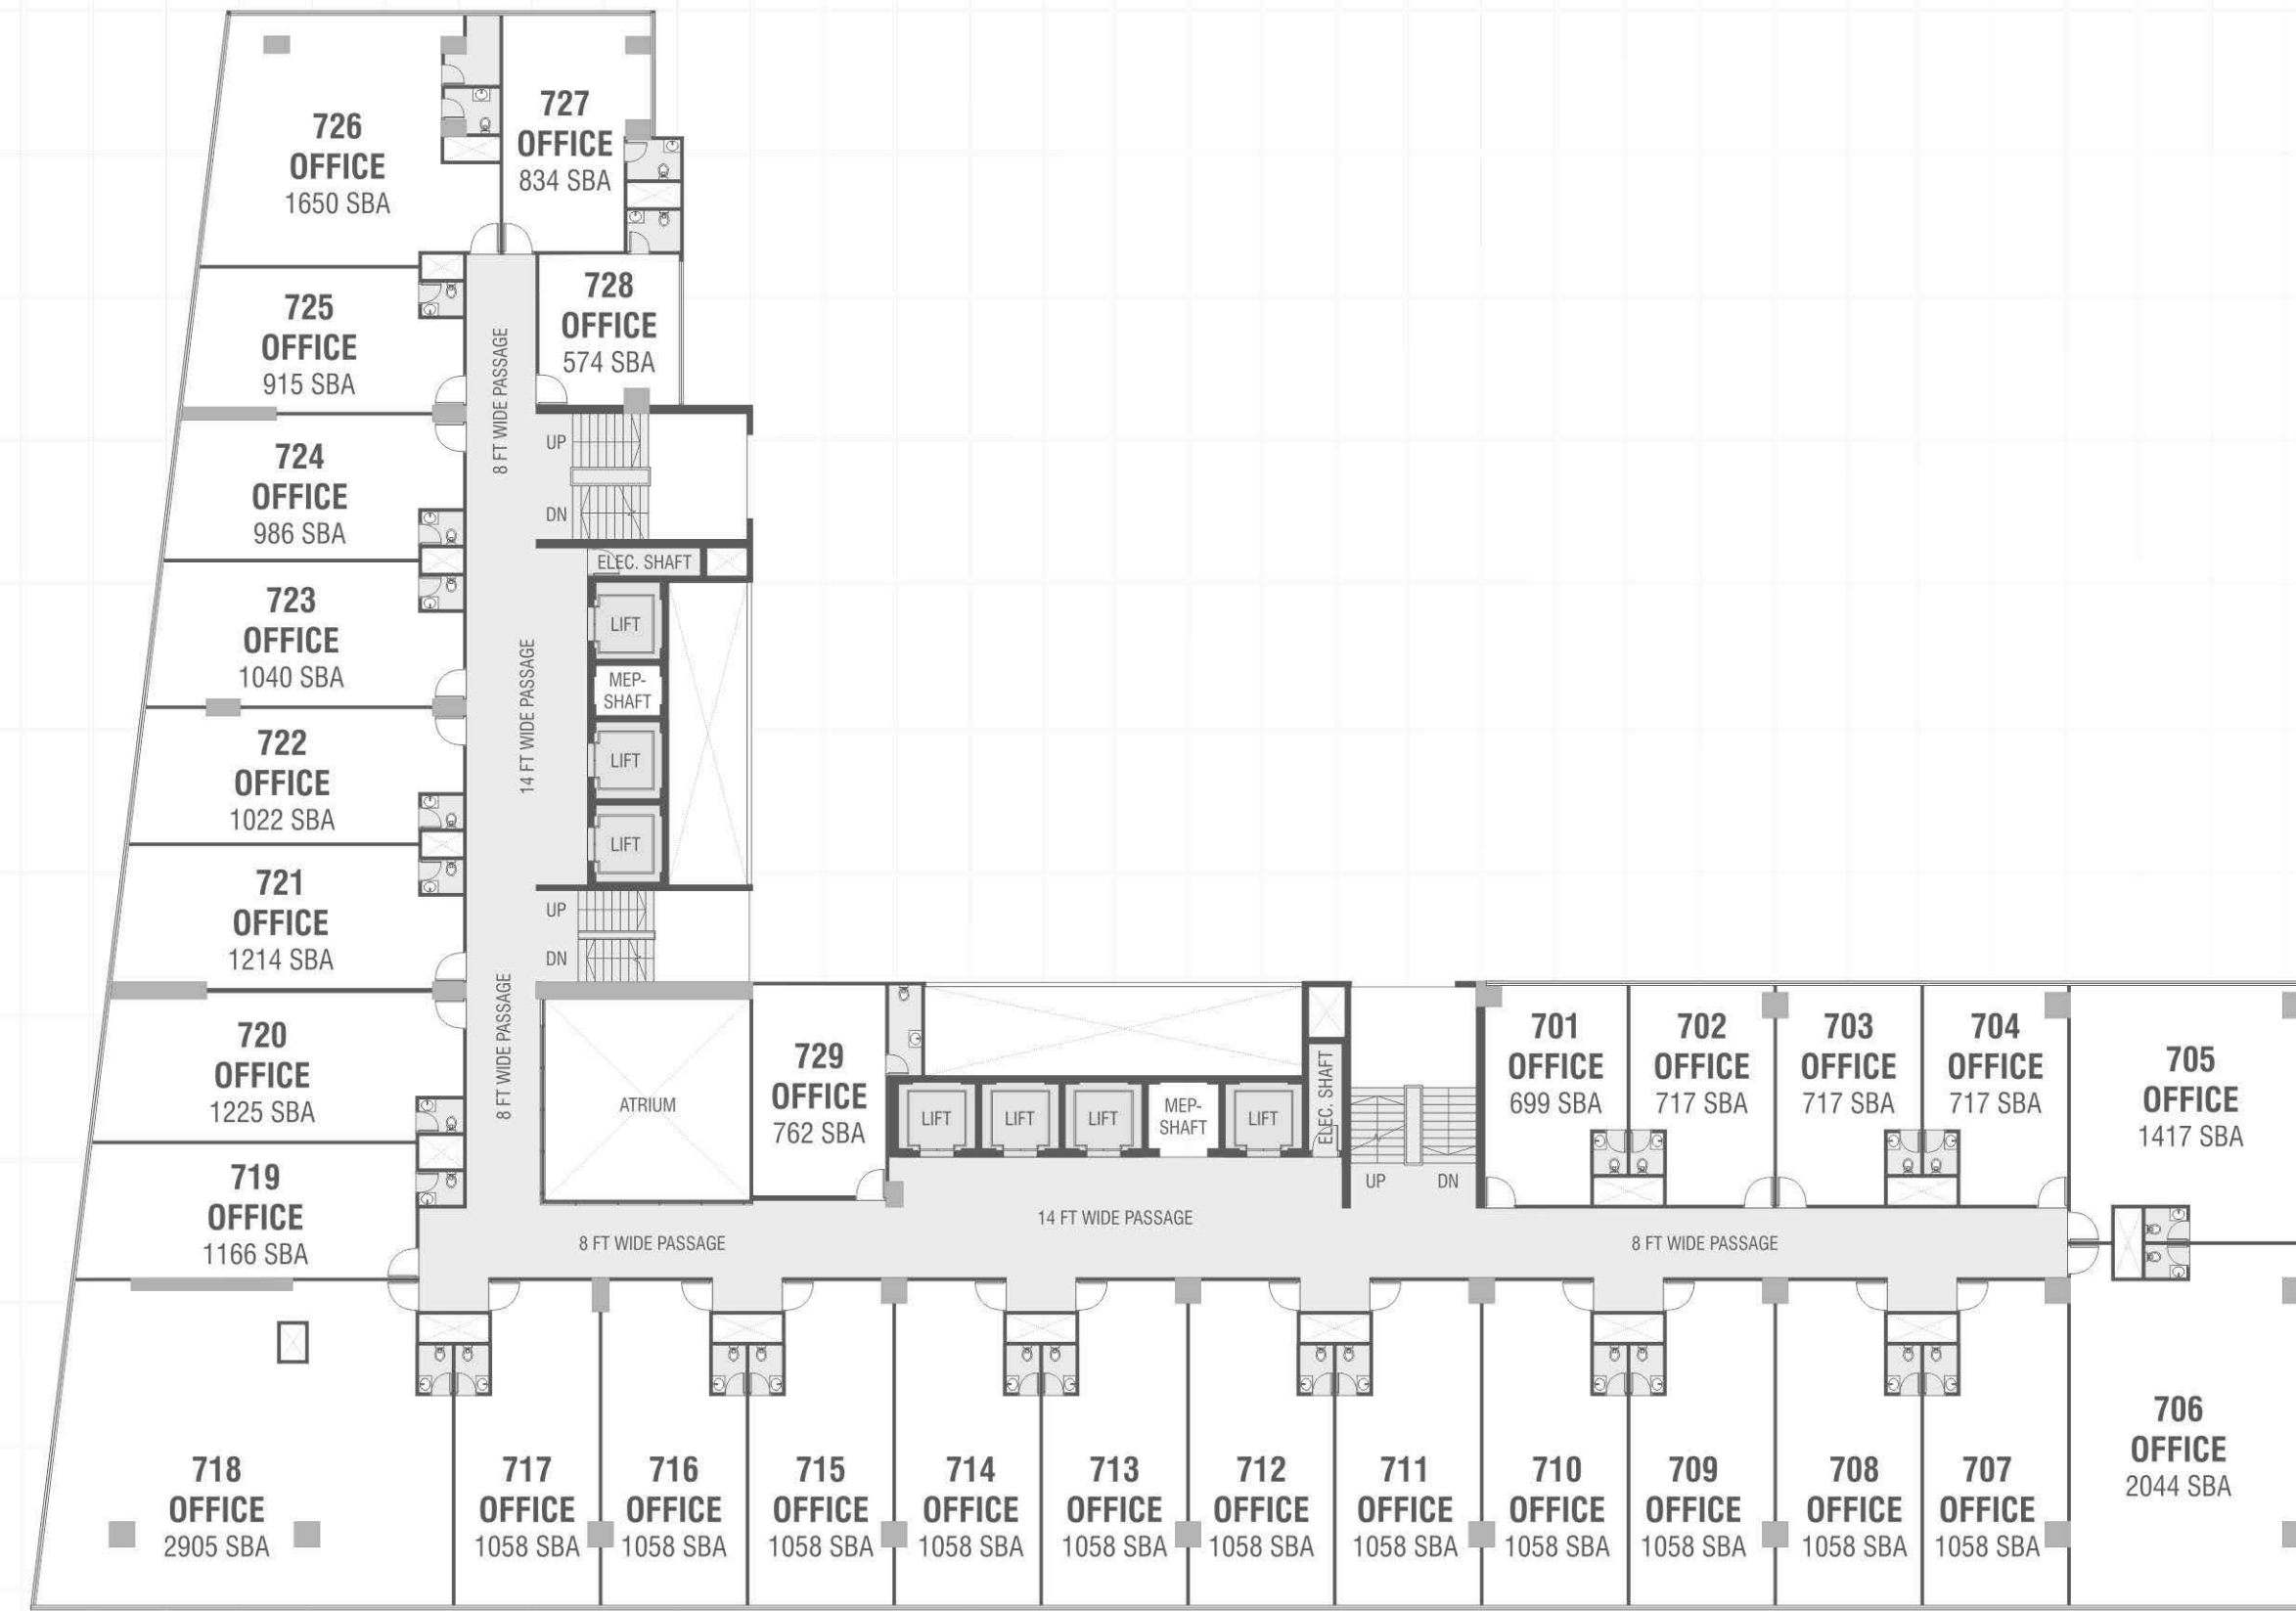 726
OFFICE
1650 SBA
727
OFFICE
834 SBA
725
OFFICE
915 SBA
728
OFFICE
574 SBA
8 FT WIDE PASSAGE
724
OFFICE
986 SBA
UP
DN
ELEC. SHAFT
723
OFFICE
1040 SBA
LIFT
MEP-
SHAFT
LIFT
LIFT
14 FT WIDE PASSAGE
722
OFFICE
1022 SBA
721
OFFICE
1214 SBA
UP
DN
8 FT WIDE PASSAGE
720
OFFICE
1225 SBA
ATRIUM
729
OFFICE
762 SBA
LIFT
LIFT
LIFT
MEP-
SHAFT
LIFT
ELEC. SHAFT
UP
DN
701
OFFICE
699 SBA
702
OFFICE
717 SBA
703
OFFICE
717 SBA
704
OFFICE
717 SBA
705
OFFICE
1417 SBA
719
OFFICE
1166 SBA
8 FT WIDE PASSAGE
14 FT WIDE PASSAGE
8 FT WIDE PASSAGE
718
OFFICE
2905 SBA
717
OFFICE
1058 SBA
716
OFFICE
1058 SBA
715
OFFICE
1058 SBA
714
OFFICE
1058 SBA
713
OFFICE
1058 SBA
712
OFFICE
1058 SBA
711
OFFICE
1058 SBA
710
OFFICE
1058 SBA
709
OFFICE
1058 SBA
708
OFFICE
1058 SBA
707
OFFICE
1058 SBA
706
OFFICE
2044 SBA